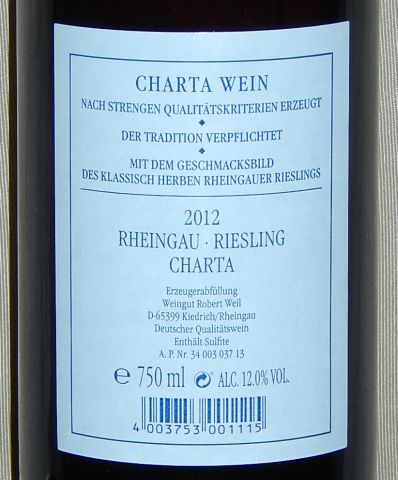 CHARTA WEIN
NACH STRENGEN QUALITÄTSKRITERIEN ERZEUGT
DER TRADITION VERPFLICHTET
MIT DEM GESCHMACKSBILD
DES KLASSISCH HERBEN RHEINGAUER RIESLINGS
2012
RHEINGAU · RIESLING
CHARTA
Erzeugerabfüllung
Weingut Robert Weil
D-65399 Kiedrich/Rheingau
Deutscher Qualitätswein
Enthält Sulfite
A. P. Nr. 34 003 037 13
e 750 ml ALC. 12.0% VOL.
4 003753 001115